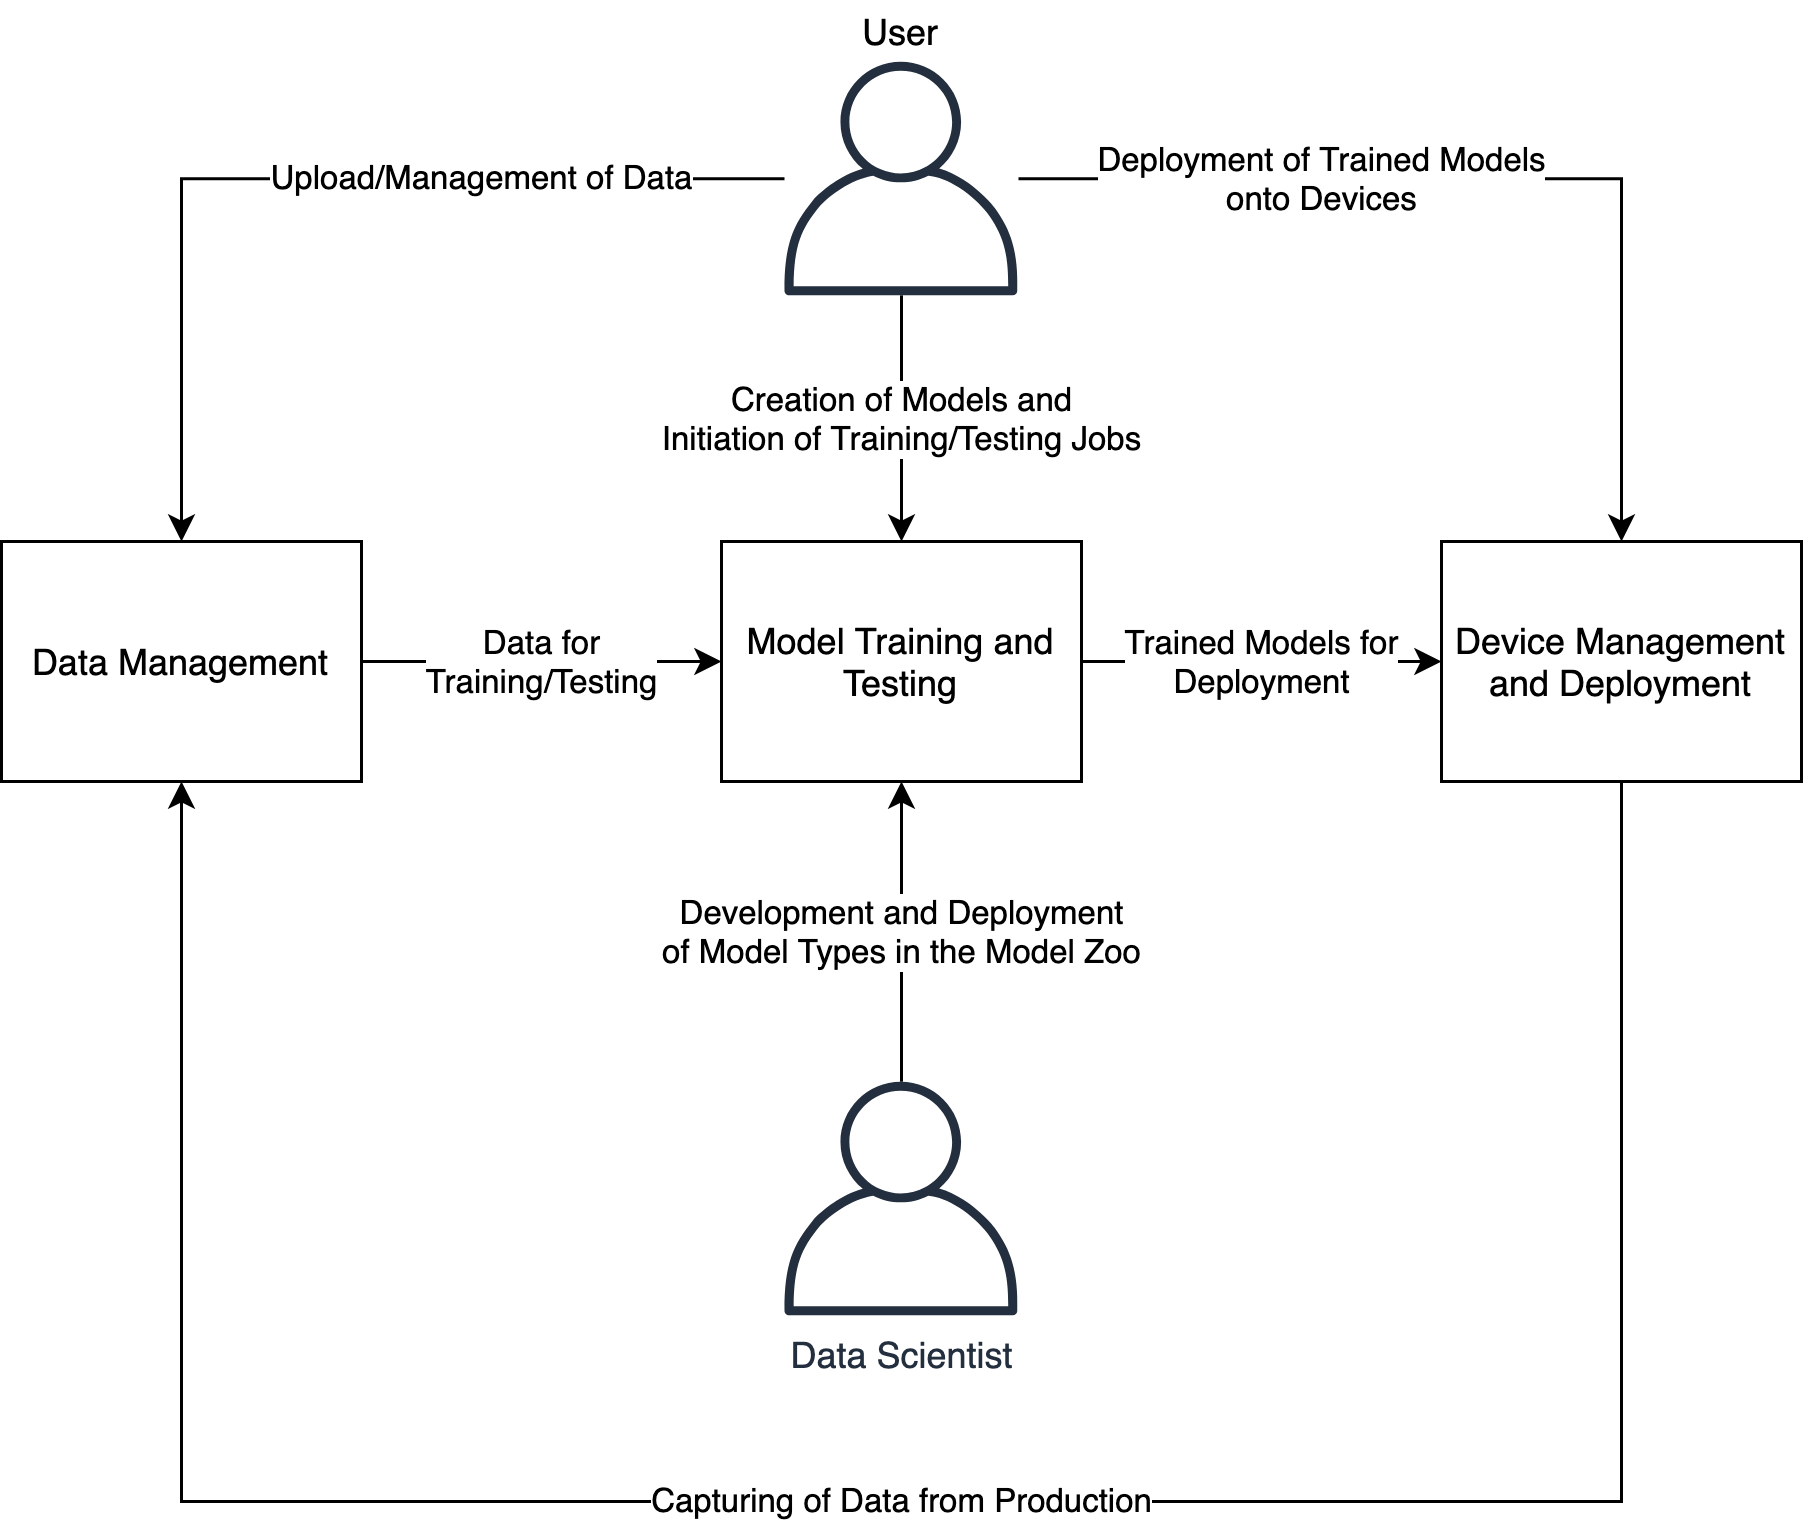 User
Upload/Management of Data
Deployment of Trained Models
onto Devices
Creation of Models and
Initiation of Training/Testing Jobs
Data Management
Data for
Training/Testing
Model Training and
Testing
Trained Models for
Deployment
Device Management
and Deployment
Development and Deployment
of Model Types in the Model Zoo
Data Scientist
Capturing of Data from Production